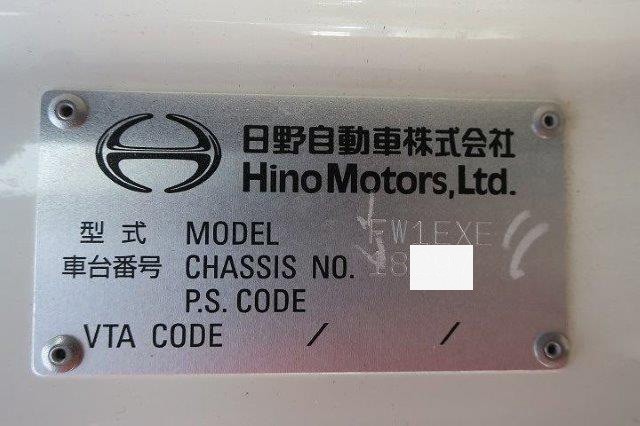 日野自動車株式会社
Hino Motors, Ltd.
型式 MODEL FW1EXE
車台番号 CHASSIS NO. 18
P.S. CODE
VTA CODE / /